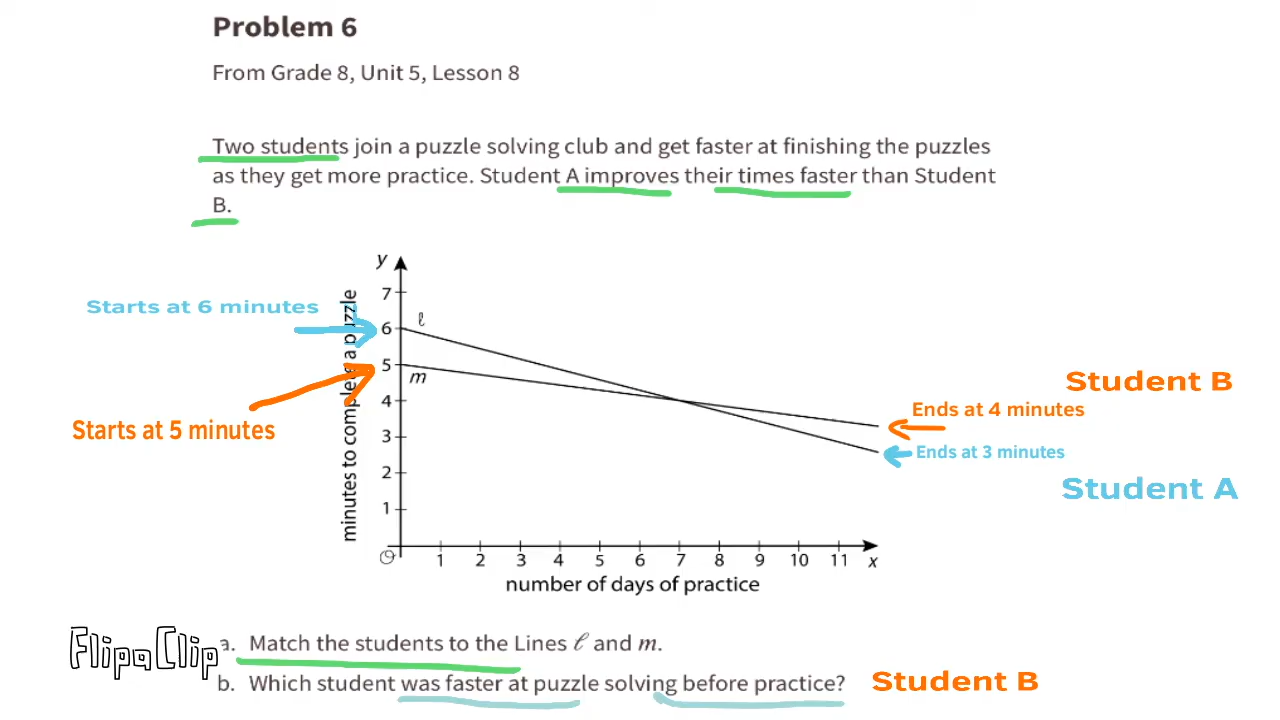 Problem 6
From Grade 8, Unit 5, Lesson 8
Two students join a puzzle solving club and get faster at finishing the puzzles
as they get more practice. Student A improves their times faster than Student
B.
y
7
6
5
4
3
2
1
O
minutes to complete a puzzle
ℓ
m
Starts at 6 minutes
Starts at 5 minutes
Student B
Ends at 4 minutes
Ends at 3 minutes
Student A
1 2 3 4 5 6 7 8 9 10 11 x
number of days of practice
FlipaClip
a. Match the students to the Lines ℓ and m.
b. Which student was faster at puzzle solving before practice? Student B